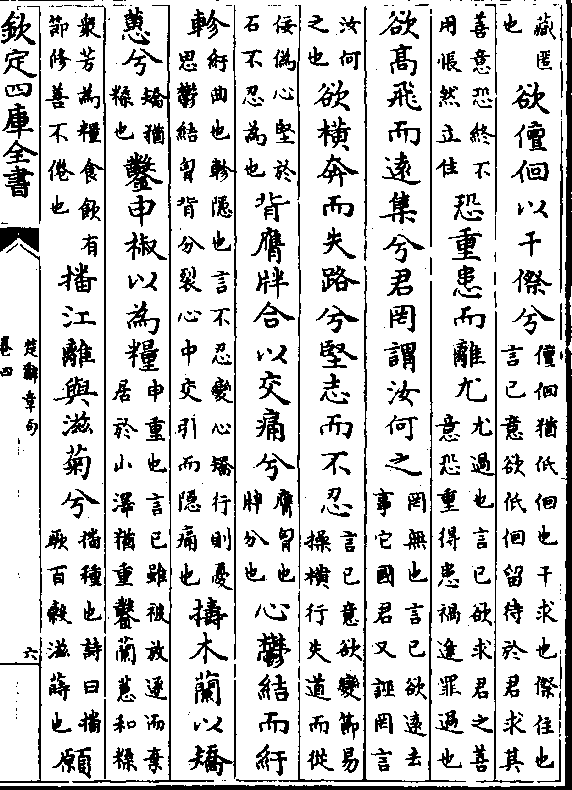 藏匿也欲儃佪以干傺兮儃佪猶低佪也干求也傺住也言己意欲低佪留待於君求其
善意恐終不用悵然立住恐重患而離尤尤過也言己欲求君之善意恐重得患禍逢罪過也
欲高飛而遠集兮君罔謂汝何之罔無也言己欲遠去事它國君又誣罔言
汝何之也欲橫奔而失路兮堅志而不忍言己意欲變節易操橫行失道而從
佞偽心堅於石不忍為也背膺牉合以交痛兮膺胷也牉分也心鬱結而紆
軫紆曲也軫隱也言不忍變心矯行則憂思鬱結胷背分裂心中交引而隱痛也擣木蘭以矯
蕙兮矯猶糅也鑿申椒以為糧申重也言己雖被放逐而棄居於小澤猶重鑿蘭蕙和糅
衆芳為糧食飲有節修善不倦也播江離與滋菊兮播種也詩曰播厥百穀滋蒔也願
欽定四庫全書
楚辭章句
卷四
六